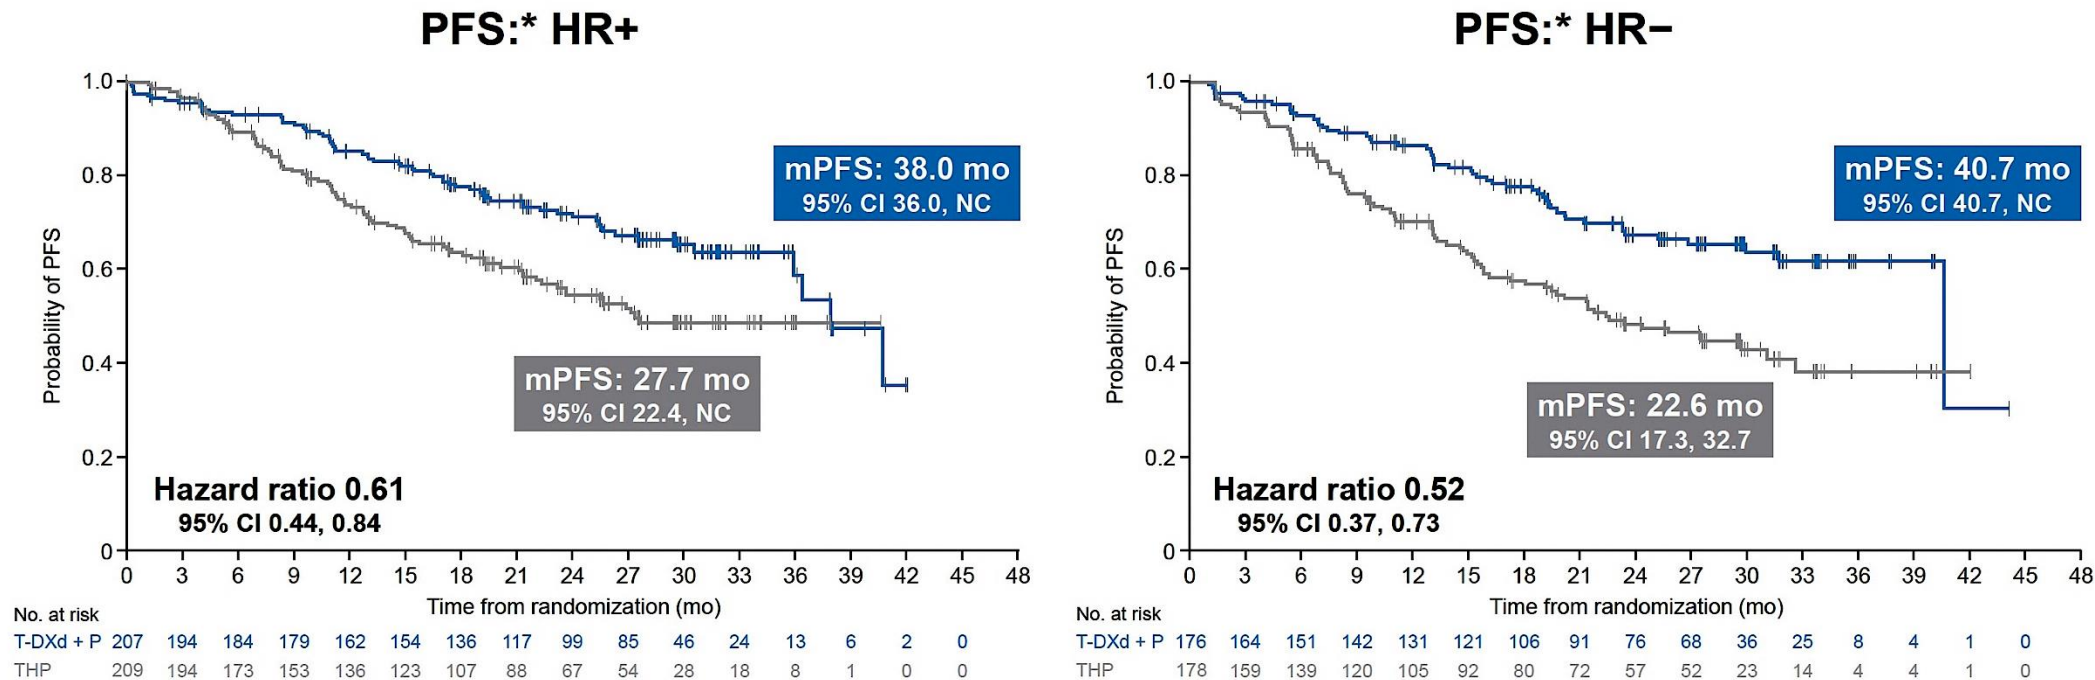 PFS:* HR+
1.0
0.8
0.6
0.4
0.2
0
Probability of PFS
mPFS: 38.0 mo
95% CI 36.0, NC
mPFS: 27.7 mo
95% CI 22.4, NC
Hazard ratio 0.61
95% CI 0.44, 0.84
0 3 6 9 12 15 18 21 24 27 30 33 36 39 42 45 48
Time from randomization (mo)
No. at risk
T-DXd + P 207 194 184 179 162 154 136 117 99 85 46 24 13 6 2 0
THP 209 194 173 153 136 123 107 88 67 54 28 18 8 1 0 0
PFS:* HR−
1.0
0.8
0.6
0.4
0.2
0
Probability of PFS
mPFS: 40.7 mo
95% CI 40.7, NC
mPFS: 22.6 mo
95% CI 17.3, 32.7
Hazard ratio 0.52
95% CI 0.37, 0.73
0 3 6 9 12 15 18 21 24 27 30 33 36 39 42 45 48
Time from randomization (mo)
No. at risk
T-DXd + P 176 164 151 142 131 121 106 91 76 68 36 25 8 4 1 0
THP 178 159 139 120 105 92 80 72 57 52 23 14 4 4 1 0